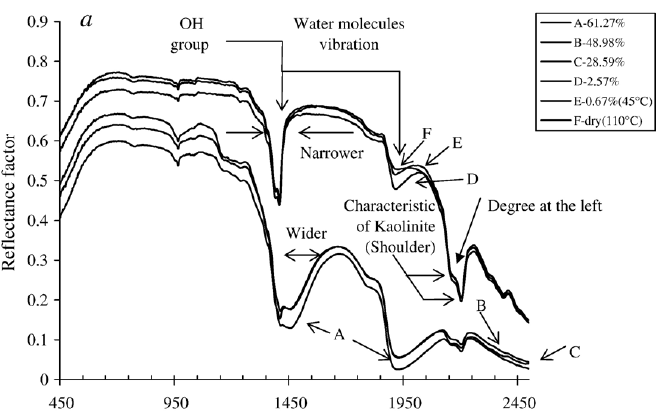 a
OH
group
Water molecules
vibration
A-61.27%
B-48.98%
C-28.59%
D-2.57%
E-0.67%(45°C)
F-dry(110°C)
F
E
D
Narrower
Characteristic
of Kaolinite
(Shoulder)
Degree at the left
Wider
A
B
C
Reflectance factor
0.9
0.8
0.7
0.6
0.5
0.4
0.3
0.2
0.1
0
450
950
1450
1950
2450